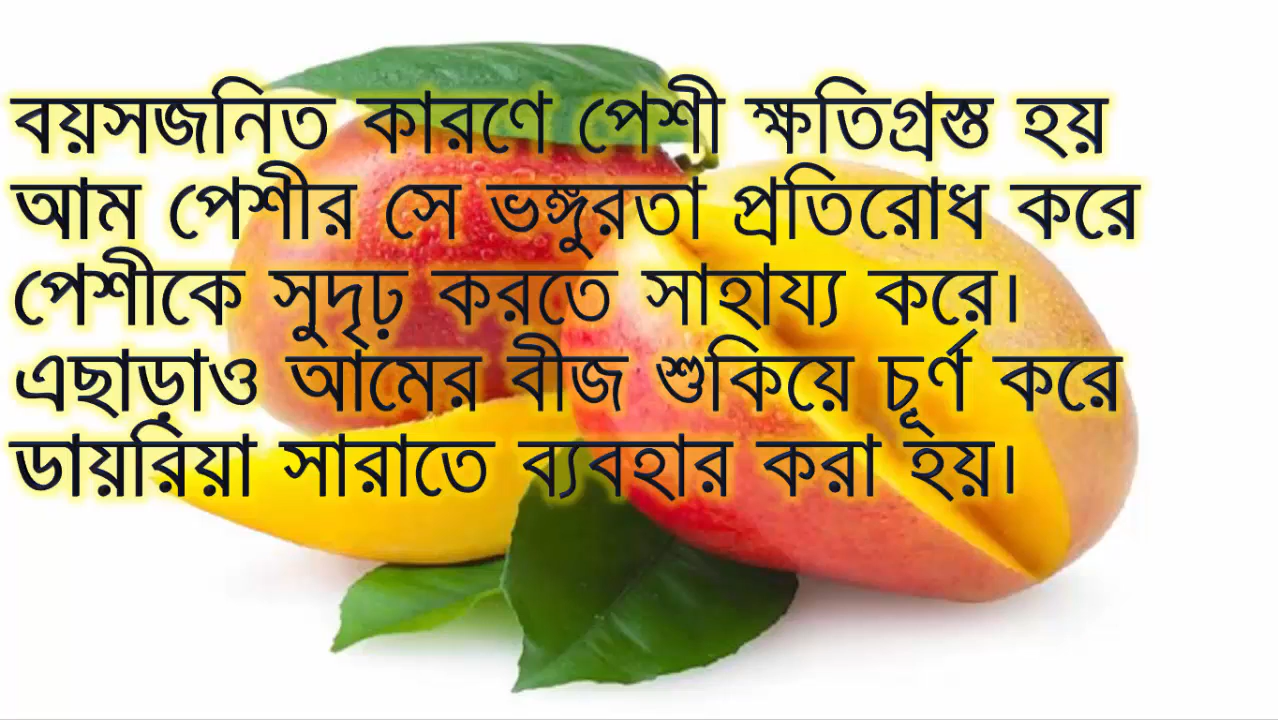 বয়সজনিত কারণে পেশী ক্ষতিগ্রস্ত হয়
আম পেশীর সে ভঙ্গুরতা প্রতিরোধ করে
পেশীকে সুদৃঢ় করতে সাহায্য করে।
এছাড়াও আমের বীজ শুকিয়ে চূর্ণ করে
ডায়রিয়া সারাতে ব্যবহার করা হয়।